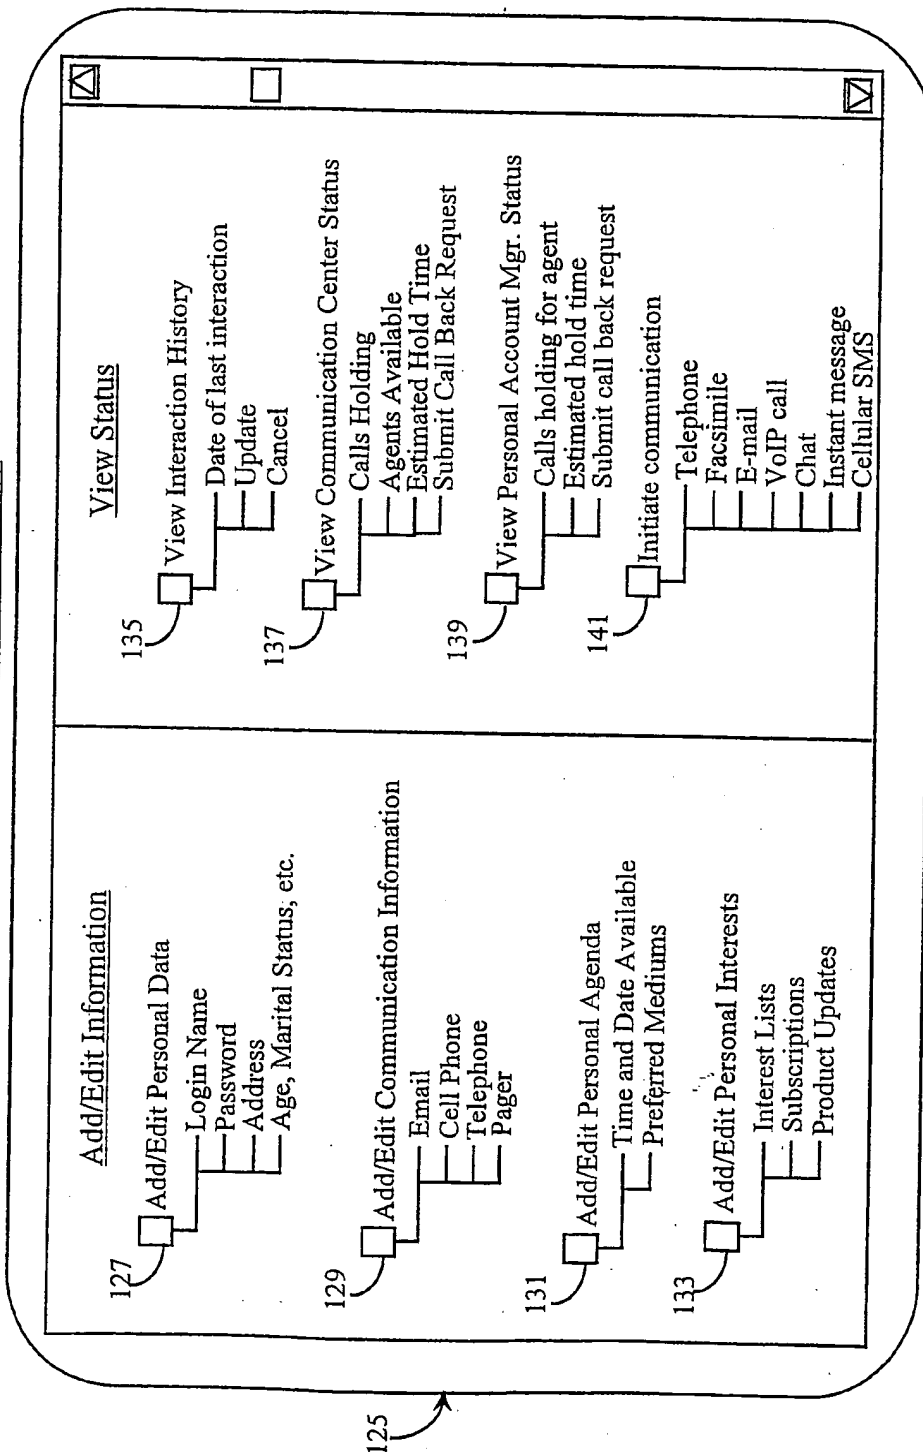 Add/Edit Information
127
Add/Edit Personal Data
Login Name
Password
Address
Age, Marital Status, etc.
129
Add/Edit Communication Information
Email
Cell Phone
Telephone
Pager
131
Add/Edit Personal Agenda
Time and Date Available
Preferred Mediums
133
Add/Edit Personal Interests
Interest Lists
Subscriptions
Product Updates
View Status
135
View Interaction History
Date of last interaction
Update
Cancel
137
View Communication Center Status
Calls Holding
Agents Available
Estimated Hold Time
Submit Call Back Request
139
View Personal Account Mgr. Status
Calls holding for agent
Estimated hold time
Submit call back request
141
Initiate communication
Telephone
Facsimile
E-mail
VoIP call
Chat
Instant message
Cellular SMS
125